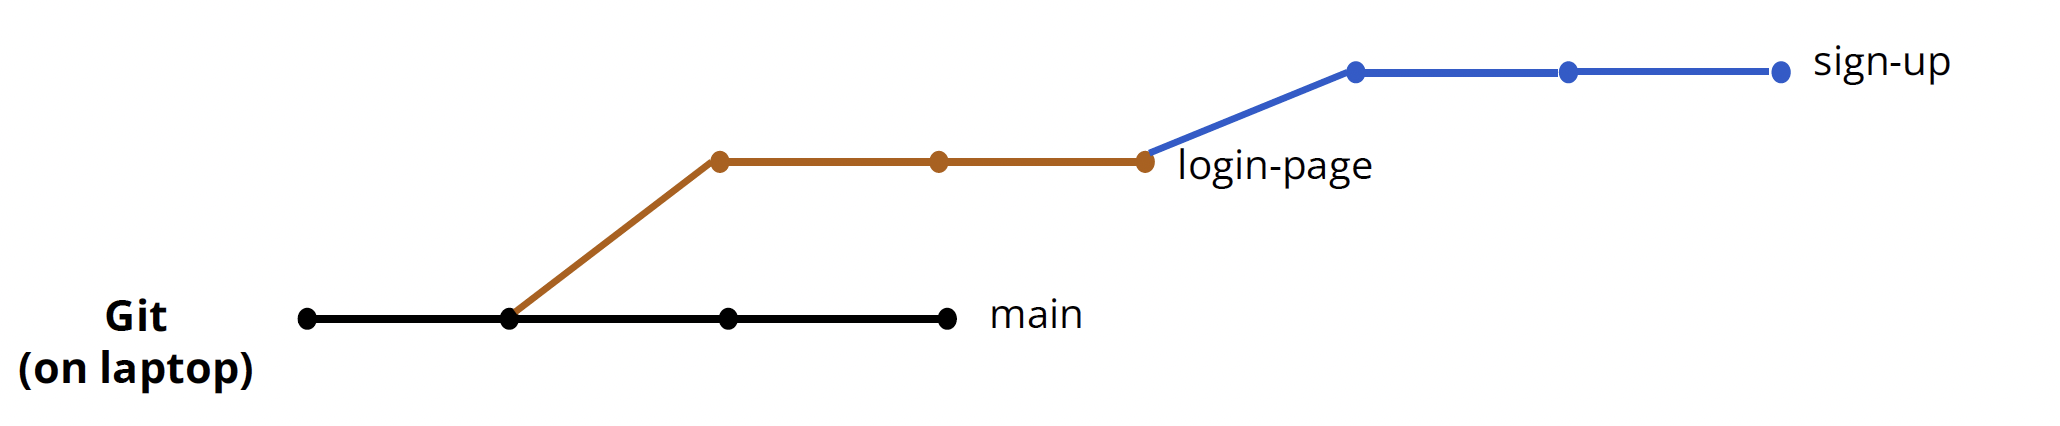 sign-up
login-page
main
Git
(on laptop)